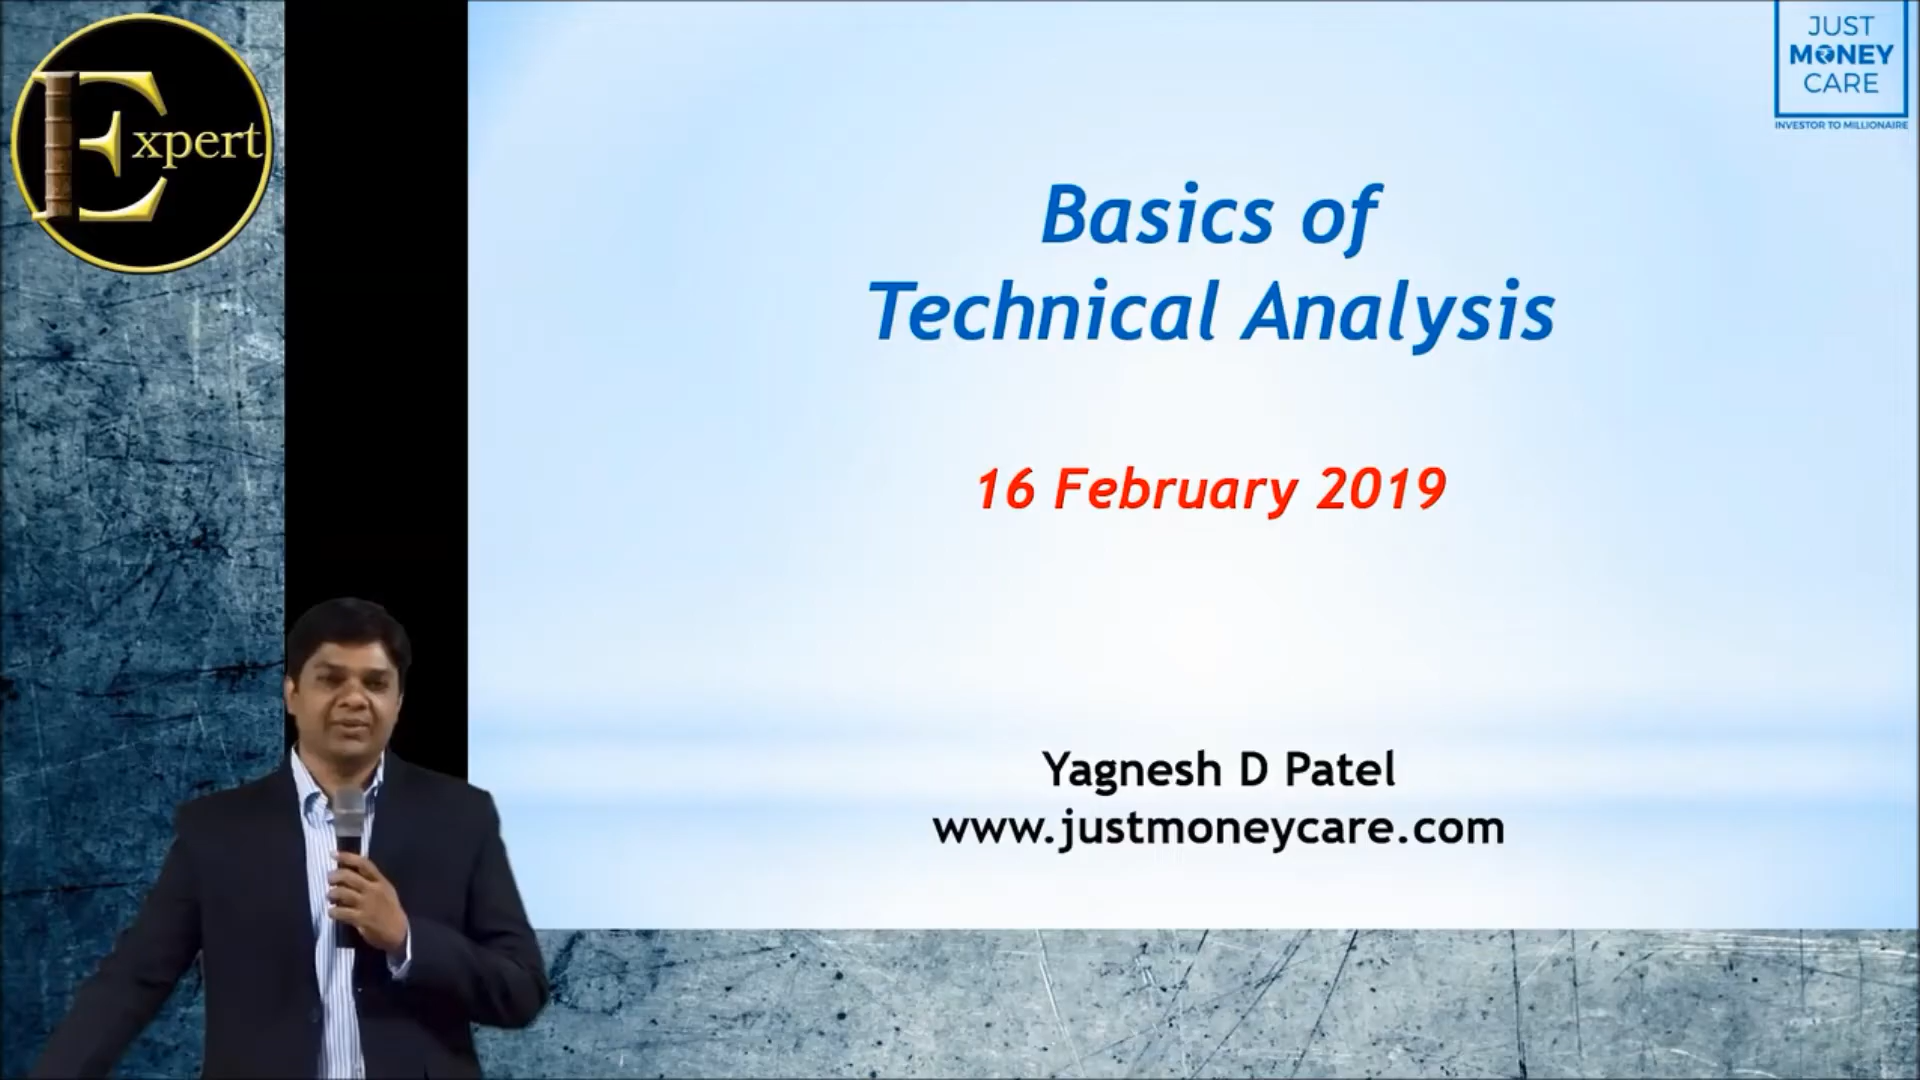 Expert
JUST
MONEY
CARE
INVESTOR TO MILLIONAIRE
Basics of
Technical Analysis
16 February 2019
Yagnesh D Patel
www.justmoneycare.com